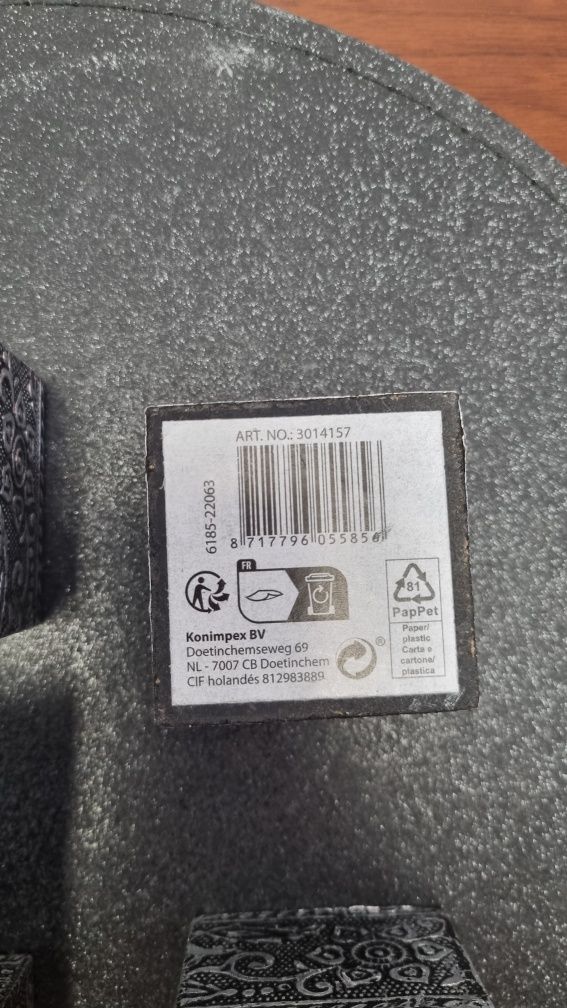 ART. NO.: 3014157
6185-22063
8 717796 055856
FR
81
PapPet
Paper/
plastic
Carta e
cartone/
plastica
Konimpex BV
Doetinchemseweg 69
NL - 7007 CB Doetinchem
CIF holandés 812983889
®